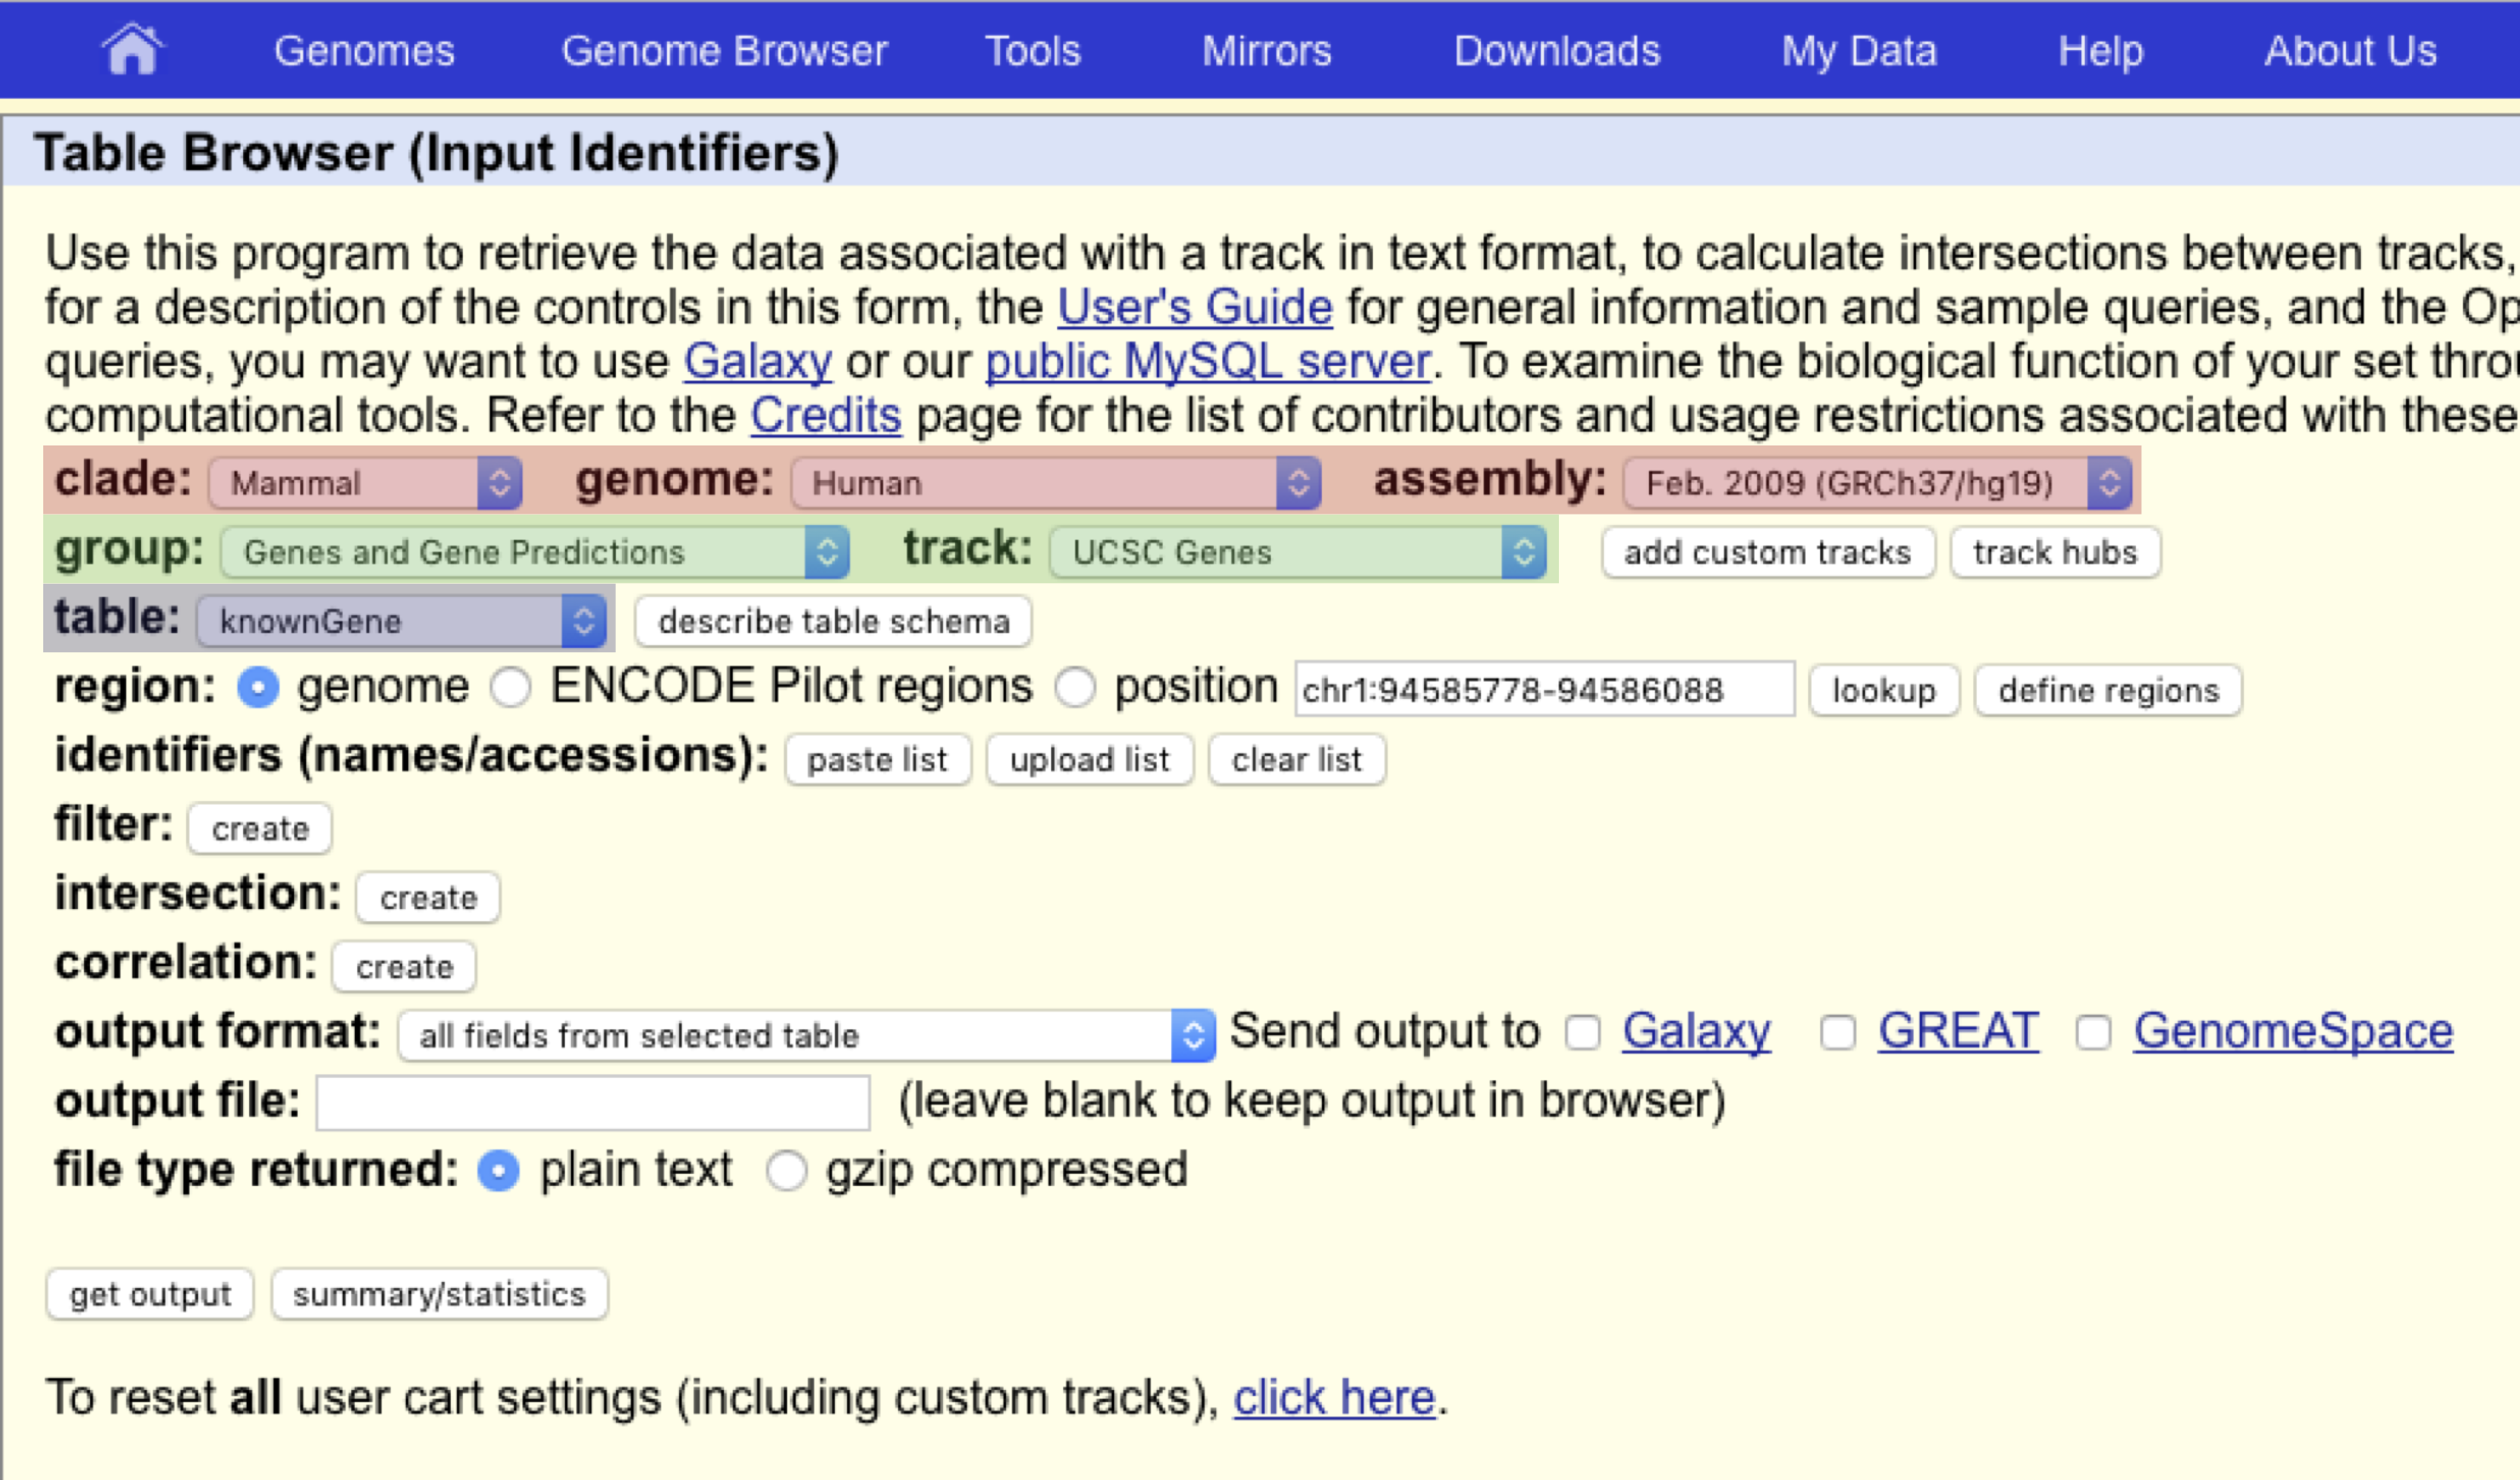 Genomes Genome Browser Tools Mirrors Downloads My Data Help About Us
Table Browser (Input Identifiers)
Use this program to retrieve the data associated with a track in text format, to calculate intersections between tracks,
for a description of the controls in this form, the User's Guide for general information and sample queries, and the Op
queries, you may want to use Galaxy or our public MySQL server. To examine the biological function of your set throu
computational tools. Refer to the Credits page for the list of contributors and usage restrictions associated with these
clade: Mammal genome: Human assembly: Feb. 2009 (GRCh37/hg19)
group: Genes and Gene Predictions track: UCSC Genes add custom tracks track hubs
table: knownGene describe table schema
region: genome ENCODE Pilot regions position chr1:94585778-94586088 lookup define regions
identifiers (names/accessions): paste list upload list clear list
filter: create
intersection: create
correlation: create
output format: all fields from selected table Send output to Galaxy GREAT GenomeSpace
output file: (leave blank to keep output in browser)
file type returned: plain text gzip compressed
get output summary/statistics
To reset all user cart settings (including custom tracks), click here.